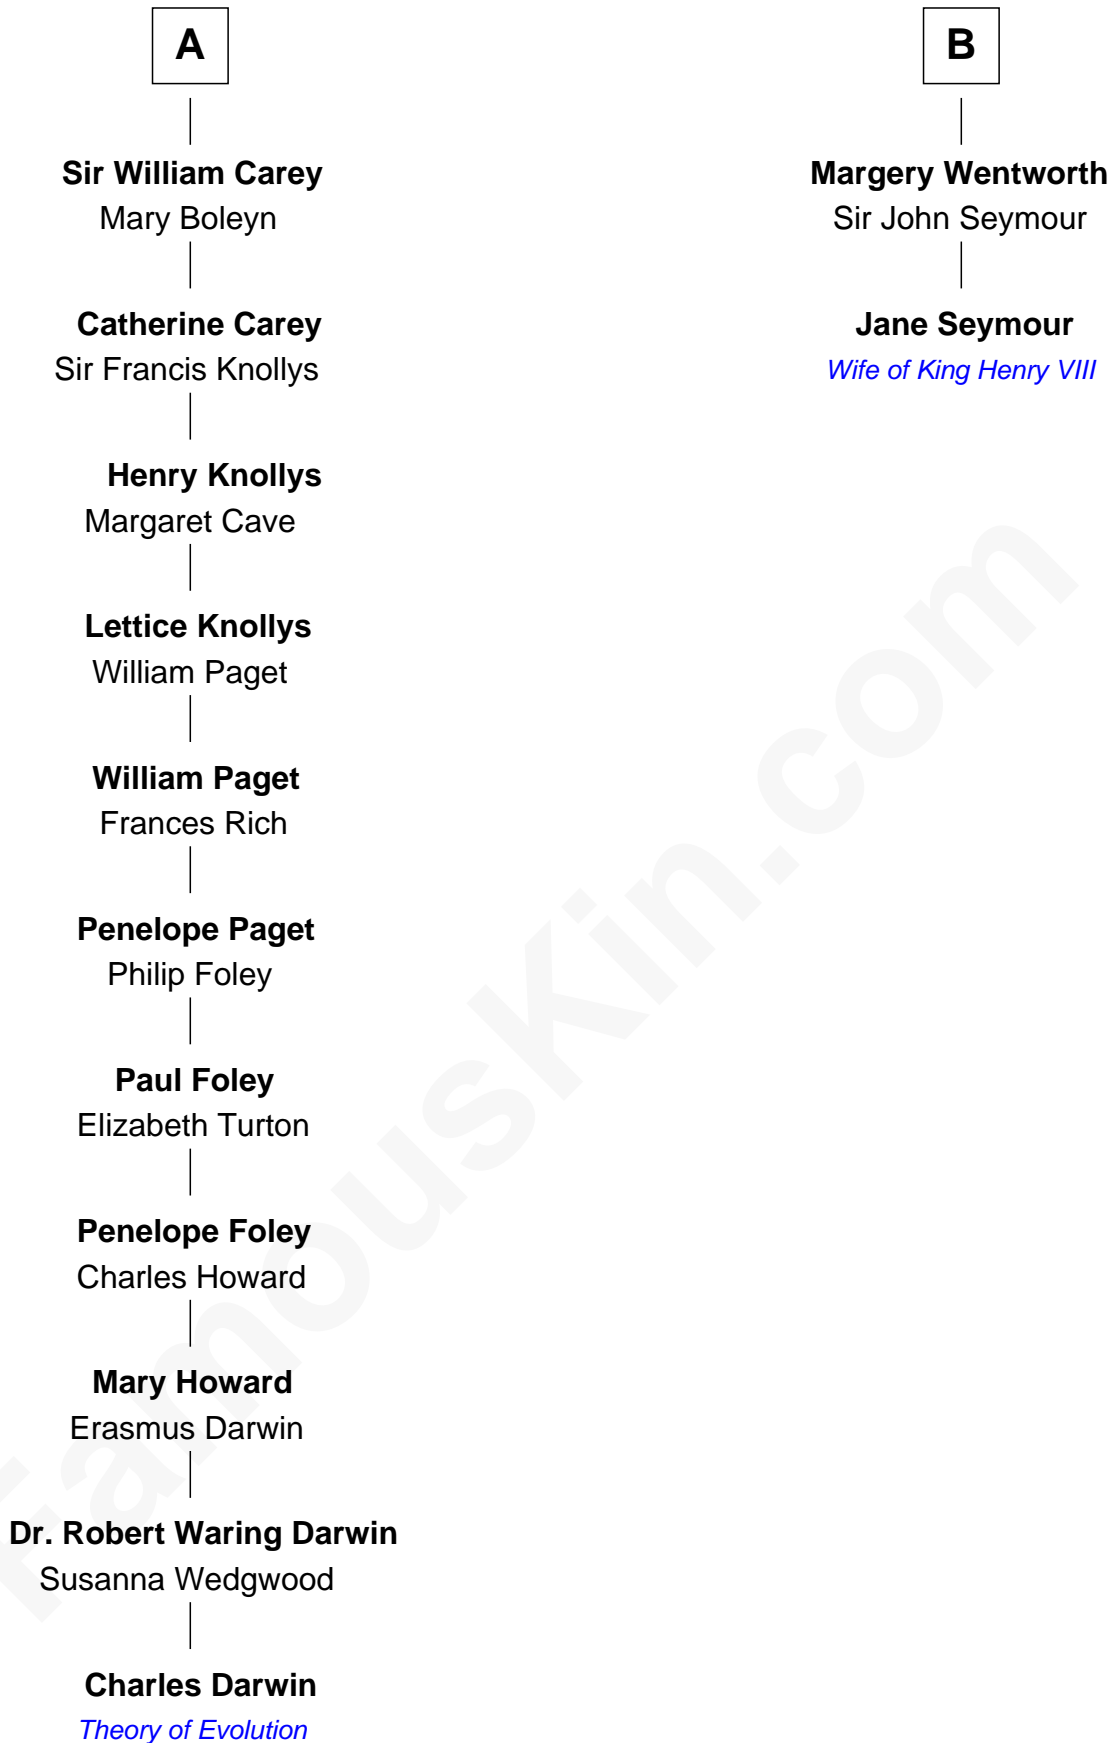 A
Sir William Carey
Mary Boleyn
Catherine Carey
Sir Francis Knollys
Henry Knollys
Margaret Cave
Lettice Knollys
William Paget
William Paget
Frances Rich
Penelope Paget
Philip Foley
Paul Foley
Elizabeth Turton
Penelope Foley
Charles Howard
Mary Howard
Erasmus Darwin
Dr. Robert Waring Darwin
Susanna Wedgwood
Charles Darwin
Theory of Evolution
B
Margery Wentworth
Sir John Seymour
Jane Seymour
Wife of King Henry VIII
FamousKin.com